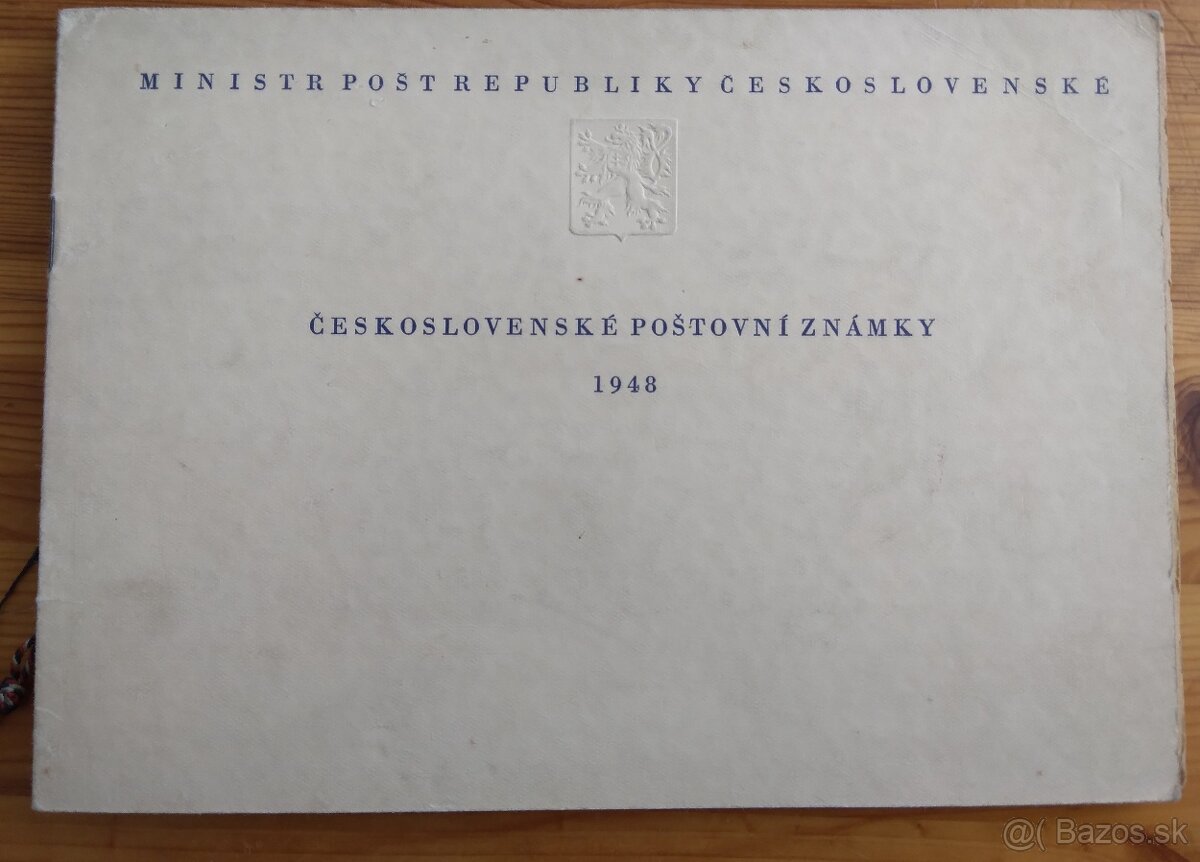 MINISTR POŠT REPUBLIKY ČESKOSLOVENSKÉ
ČESKOSLOVENSKÉ POŠTOVNÍ ZNÁMKY
1948
@( Bazos.sk